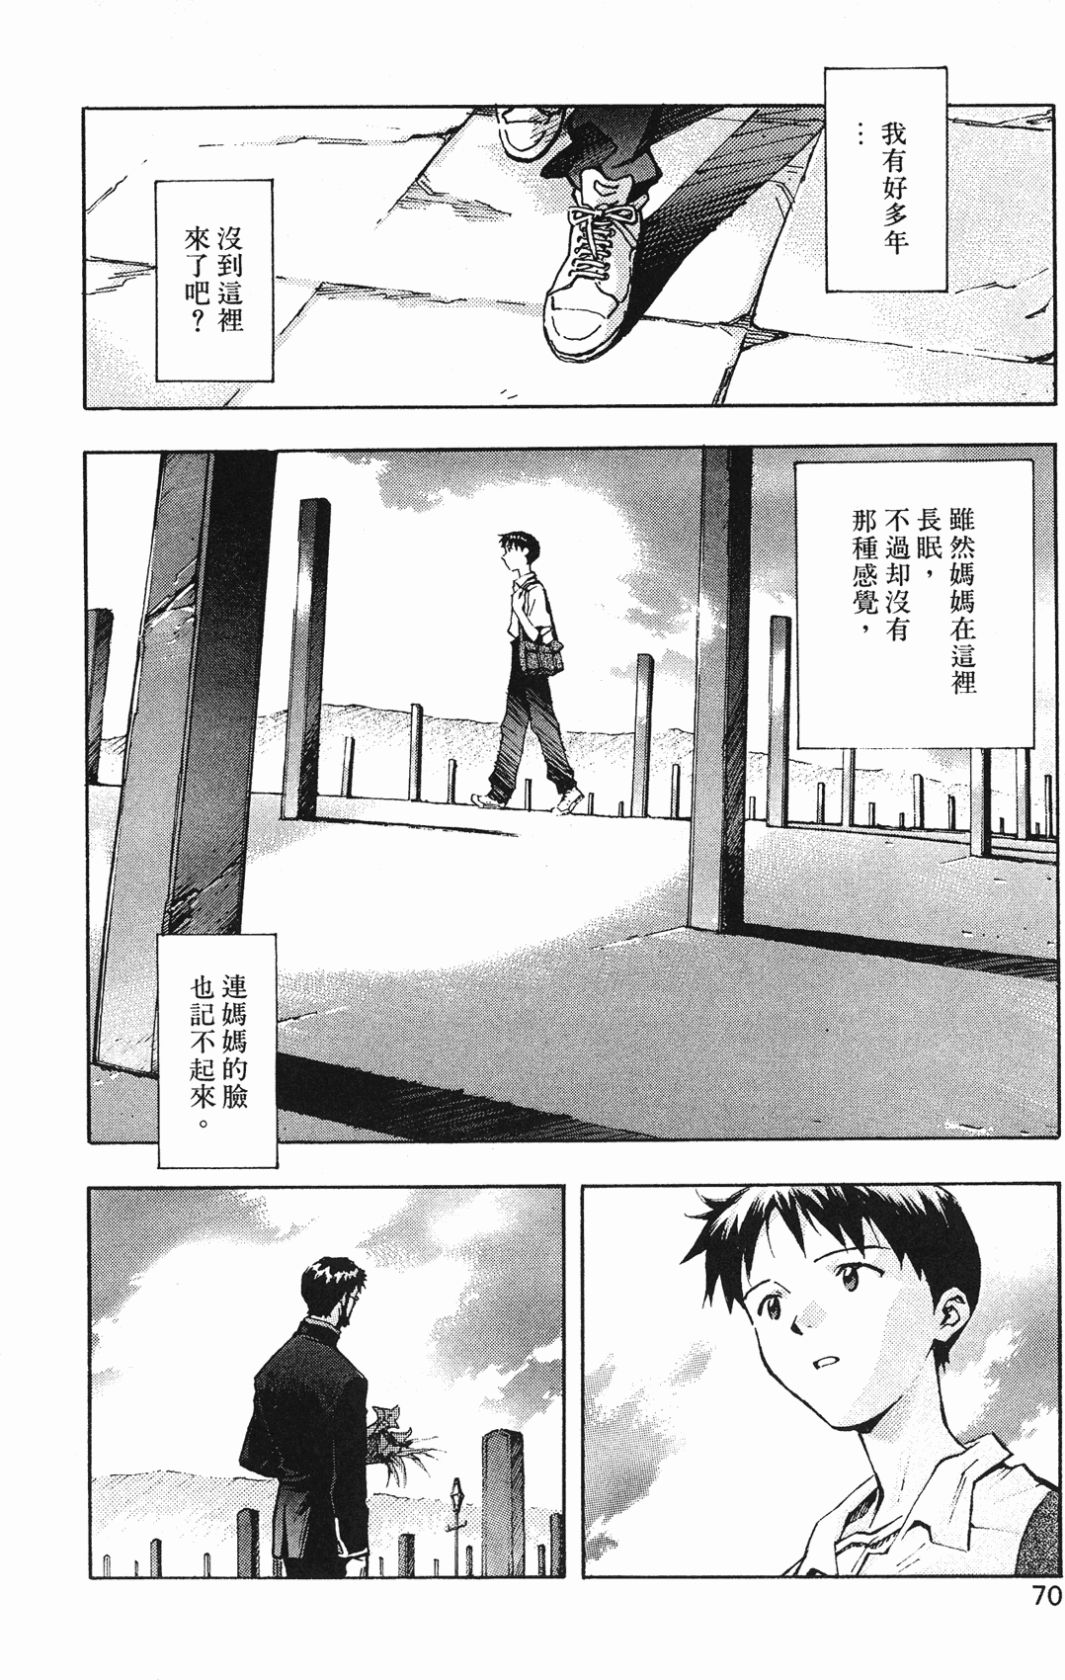 我有好多年
…
沒到這裡
來了吧？
雖然媽媽在這裡
長眠，
不過却沒有
那種感覺，
連媽媽的臉
也記不起來。
70